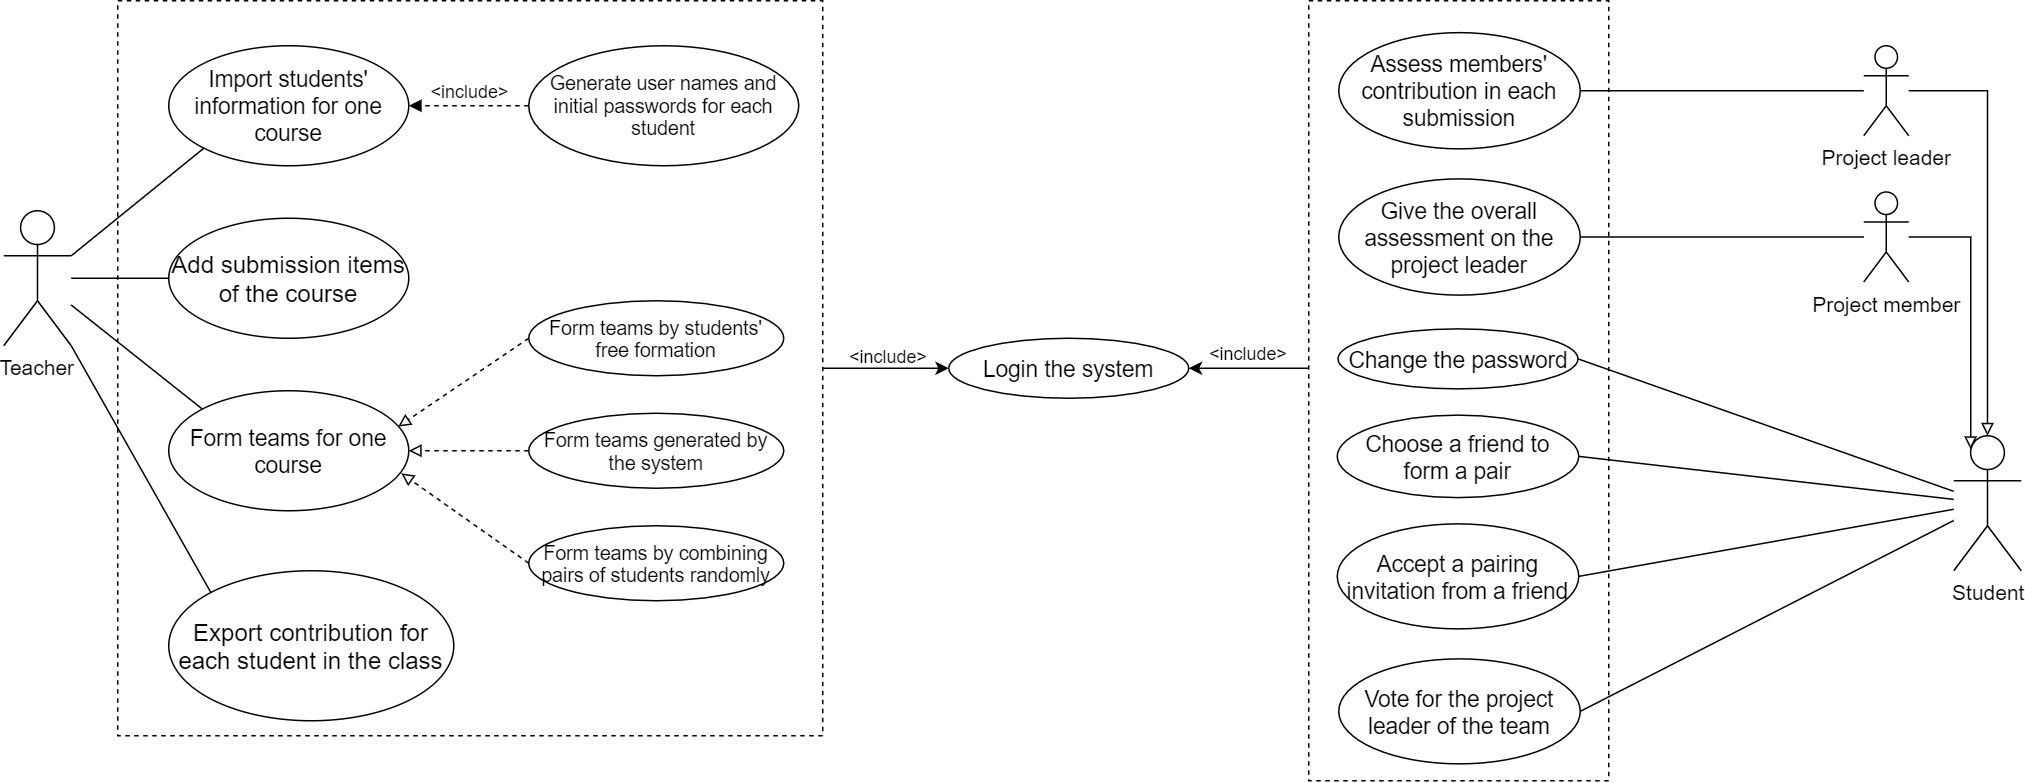 Import students'
information for one
course
<include>
Generate user names and
initial passwords for each
student
Add submission items
of the course
Teacher
Form teams by students'
free formation
Form teams for one
course
Form teams generated by
the system
Form teams by combining
pairs of students randomly
Export contribution for
each student in the class
<include>
Login the system
<include>
Assess members'
contribution in each
submission
Project leader
Give the overall
assessment on the
project leader
Project member
Change the password
Choose a friend to
form a pair
Accept a pairing
invitation from a friend
Student
Vote for the project
leader of the team